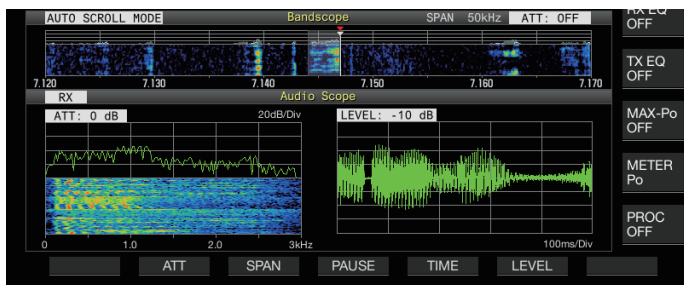 AUTO SCROLL MODE Bandscope SPAN 50kHz ATT: OFF
RX EQ
OFF
7.120 7.130 7.140 7.150 7.160 7.170
TX EQ
OFF
RX Audio Scope
ATT: 0 dB 20dB/Div LEVEL: -10 dB
MAX-Po
OFF
METER
Po
PROC
OFF
0 1.0 2.0 3kHz 100ms/Div
ATT SPAN PAUSE TIME LEVEL